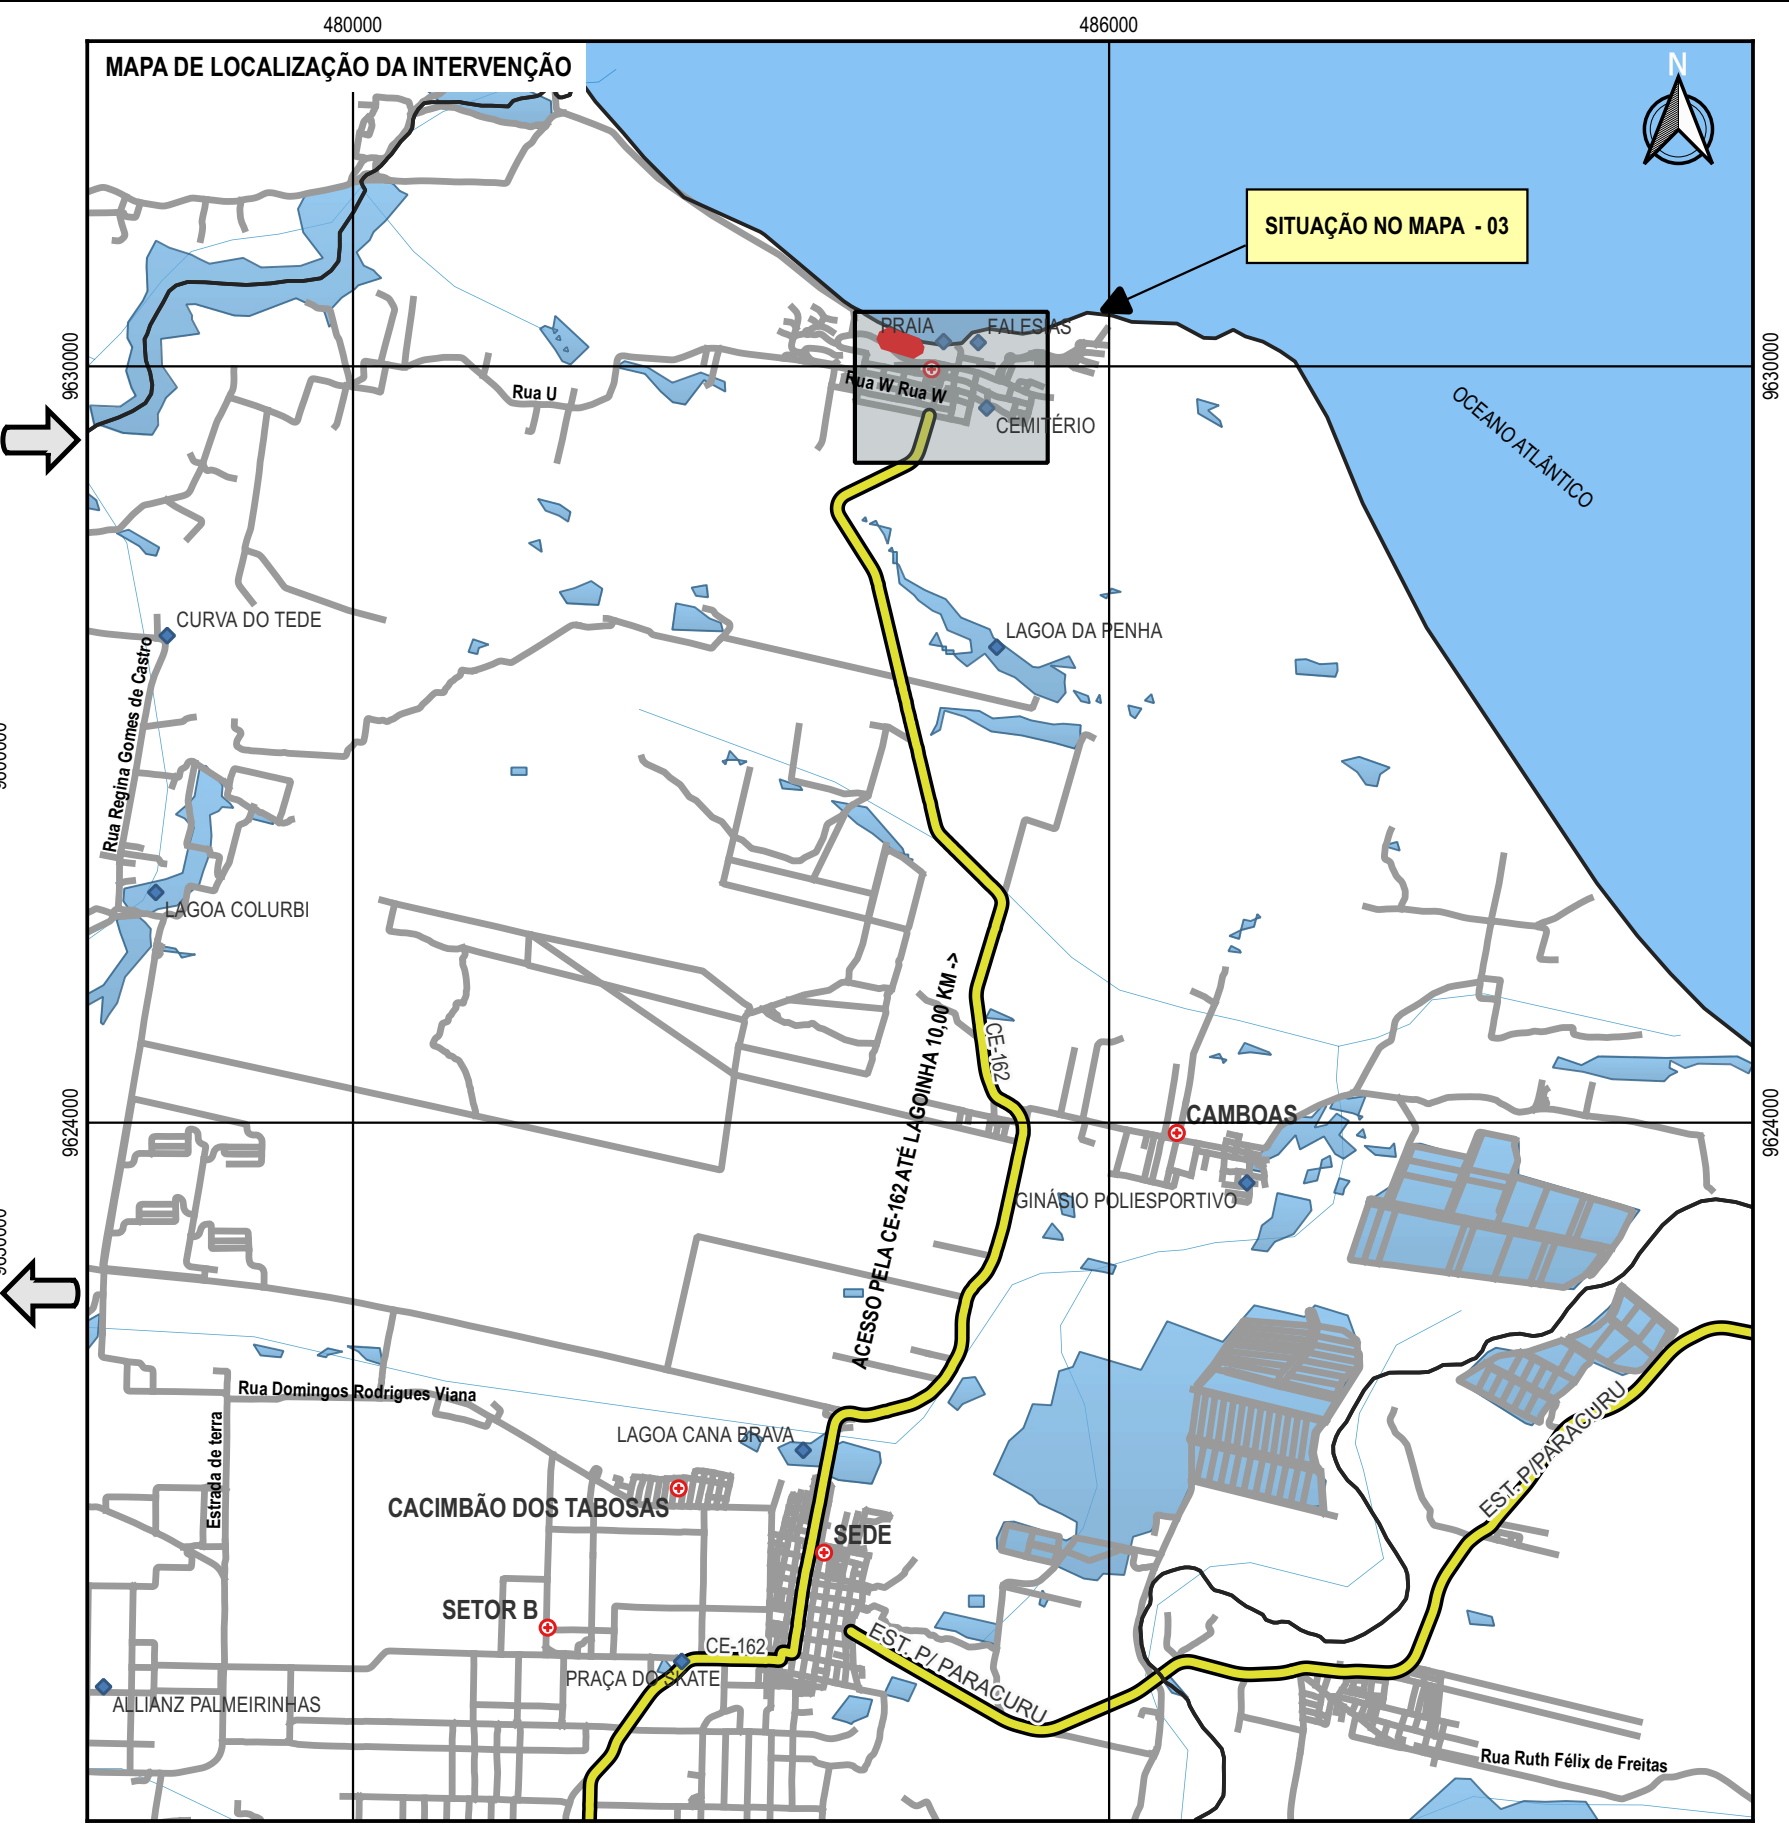 480000
486000
MAPA DE LOCALIZAÇÃO DA INTERVENÇÃO
N
SITUAÇÃO NO MAPA - 03
PRAIA
FALESIAS
9630000
9630000
Rua U
Rua W Rua W
CEMITÉRIO
OCEANO ATLÂNTICO
CURVA DO TEDE
LAGOA DA PENHA
Rua Regina Gomes de Castro
LAGOA COLURBI
ACESSO PELA CE-162 ATÉ LAGOINHA 10,00 KM ->
CE-162
9624000
9624000
CAMBOAS
GINÁSIO POLIESPORTIVO
Rua Domingos Rodrigues Viana
Estrada de terra
LAGOA CANA BRAVA
CACIMBÃO DOS TABOSAS
SEDE
EST. P/PARACURU
SETOR B
CE-162
EST. P/ PARACURU
PRAÇA DO SKATE
ALLIANZ PALMEIRINHAS
Rua Ruth Félix de Freitas